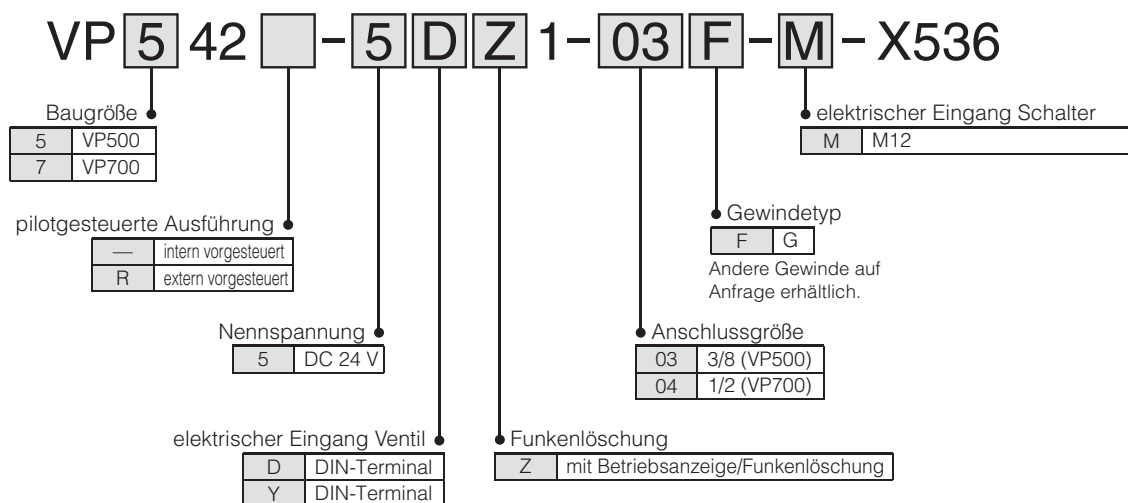 VP 5 42 - 5 D Z 1 - 03 F - M - X536
Baugröße
5 VP500
7 VP700
elektrischer Eingang Schalter
M M12
pilotgesteuerte Ausführung
— intern vorgesteuert
R extern vorgesteuert
Gewindetyp
F G
Andere Gewinde auf
Anfrage erhältlich.
Nennspannung
5 DC 24 V
Anschlussgröße
03 3/8 (VP500)
04 1/2 (VP700)
elektrischer Eingang Ventil
D DIN-Terminal
Y DIN-Terminal
Funkenlöschung
Z mit Betriebsanzeige/Funkenlöschung